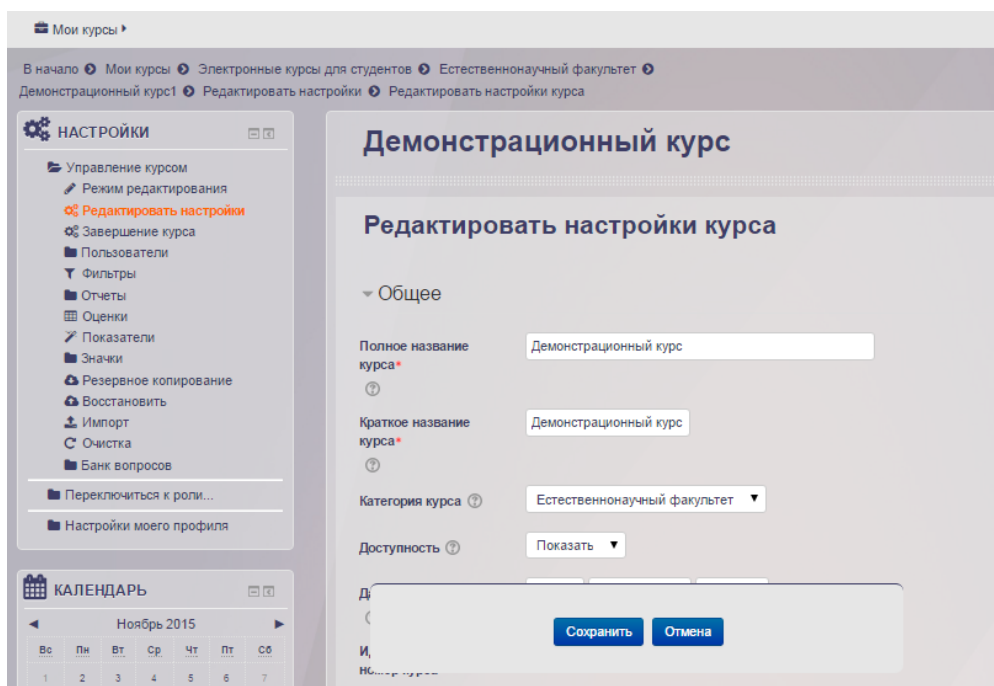 Мои курсы
В начало Мои курсы Электронные курсы для студентов Естественнонаучный факультет
Демонстрационный курс1 Редактировать настройки Редактировать настройки курса
НАСТРОЙКИ
Управление курсом
Режим редактирования
Редактировать настройки
Завершение курса
Пользователи
Фильтры
Отчеты
Оценки
Показатели
Значки
Резервное копирование
Восстановить
Импорт
Очистка
Банк вопросов
Переключиться к роли...
Настройки моего профиля
КАЛЕНДАРЬ
◄ Ноябрь 2015 ►
Вс Пн Вт Ср Чт Пт Сб
1 2 3 4 5 6 7
Демонстрационный курс
Редактировать настройки курса
Общее
Полное название
курса*
Демонстрационный курс
Краткое название
курса*
Демонстрационный курс
Категория курса
Естественнонаучный факультет ▼
Доступность
Показать ▼
Сохранить Отмена